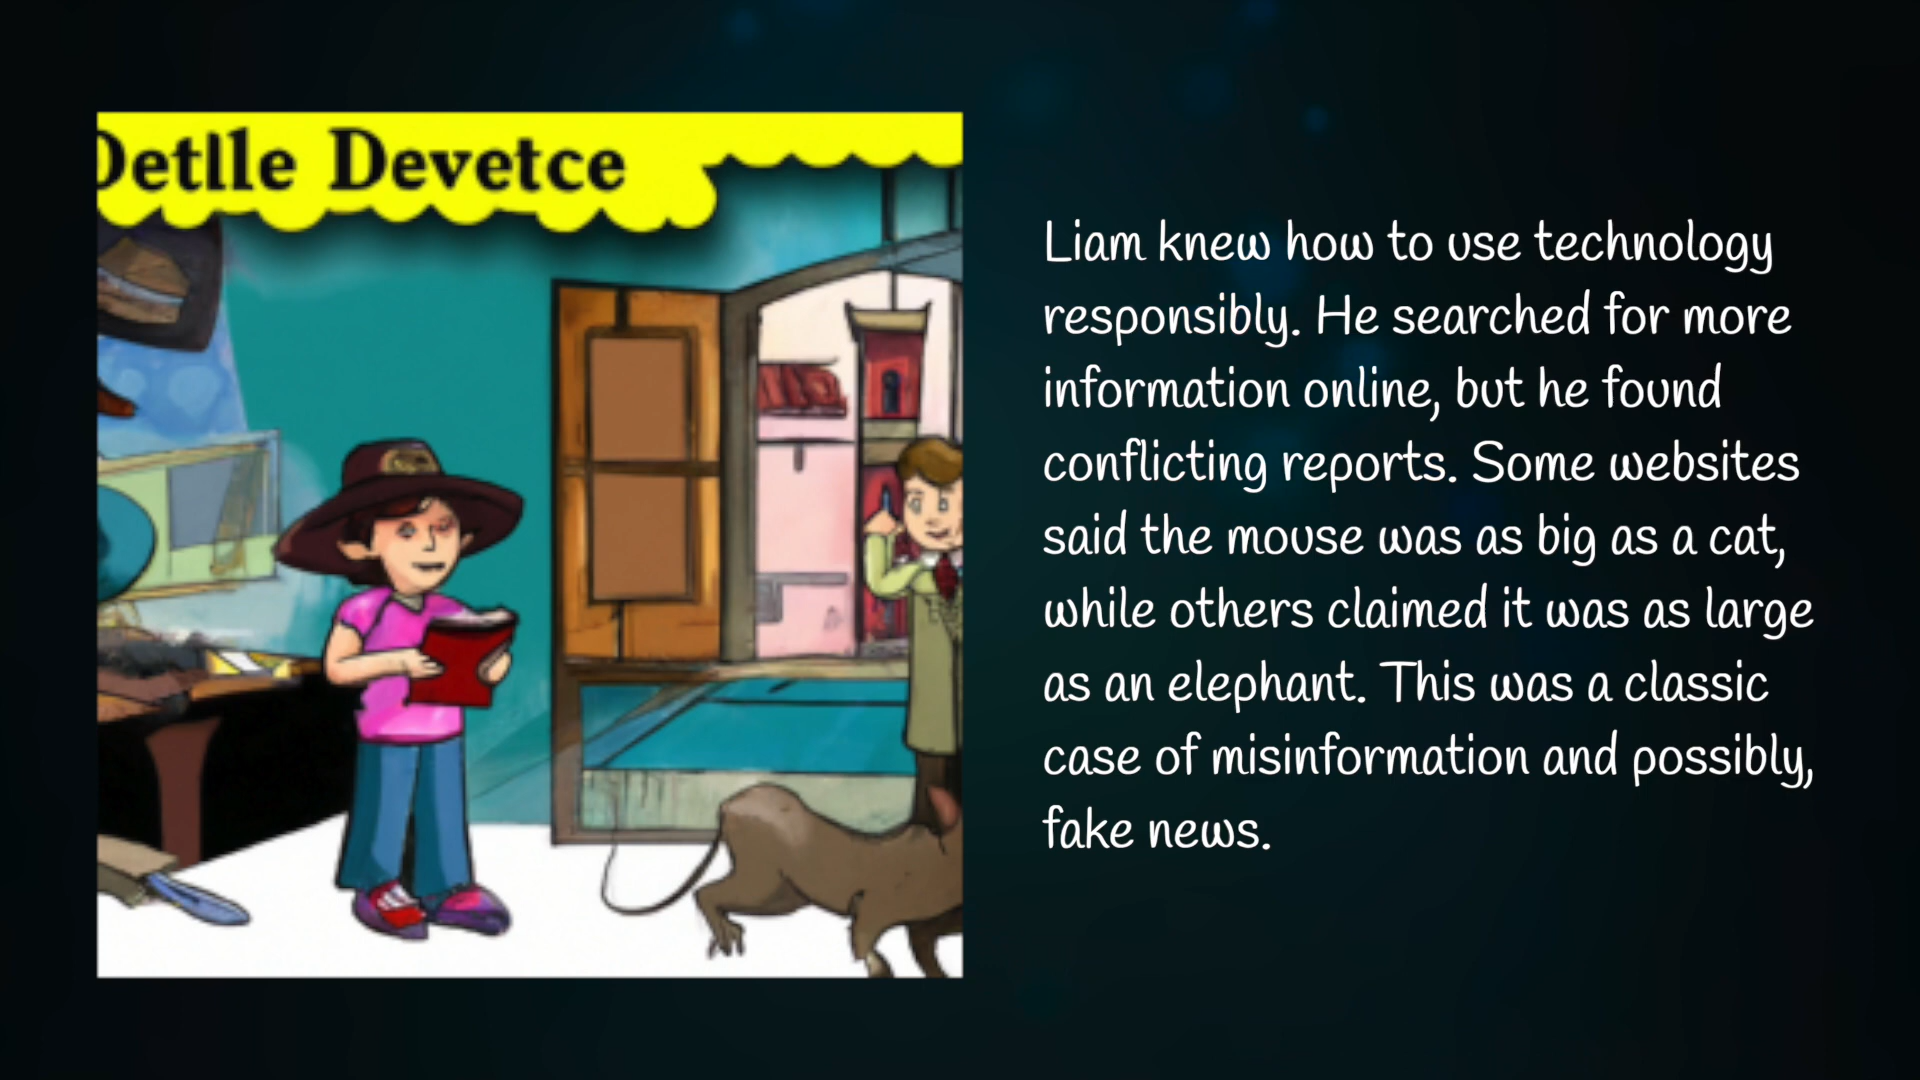 Detlle Devetce
Liam knew how to use technology
responsibly. He searched for more
information online, but he found
conflicting reports. Some websites
said the mouse was as big as a cat,
while others claimed it was as large
as an elephant. This was a classic
case of misinformation and possibly,
fake news.